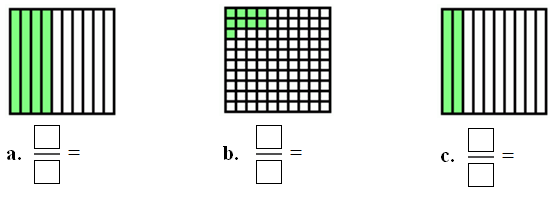 a. =
b. =
c. =